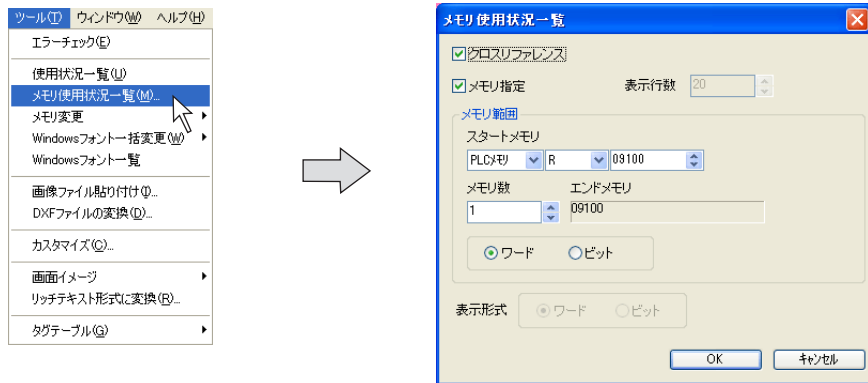 ツール(T) ウィンドウ(W) ヘルプ(H)
エラーチェック(E)
使用状況一覧(U)
メモリ使用状況一覧(M)...
メモリ変更
Windowsフォント一括変更(W)
Windowsフォント一覧
画像ファイル貼り付け(I)...
DXFファイルの変換(D)...
カスタマイズ(C)...
画面イメージ
リッチテキスト形式に変換(R)...
タグテーブル(G)
メモリ使用状況一覧
クロスリファレンス
メモリ指定 表示行数 20
メモリ範囲
スタートメモリ
PLCメモリ R 09100
メモリ数 エンドメモリ
1 09100
ワード ビット
表示形式 ワード ビット
OK キャンセル